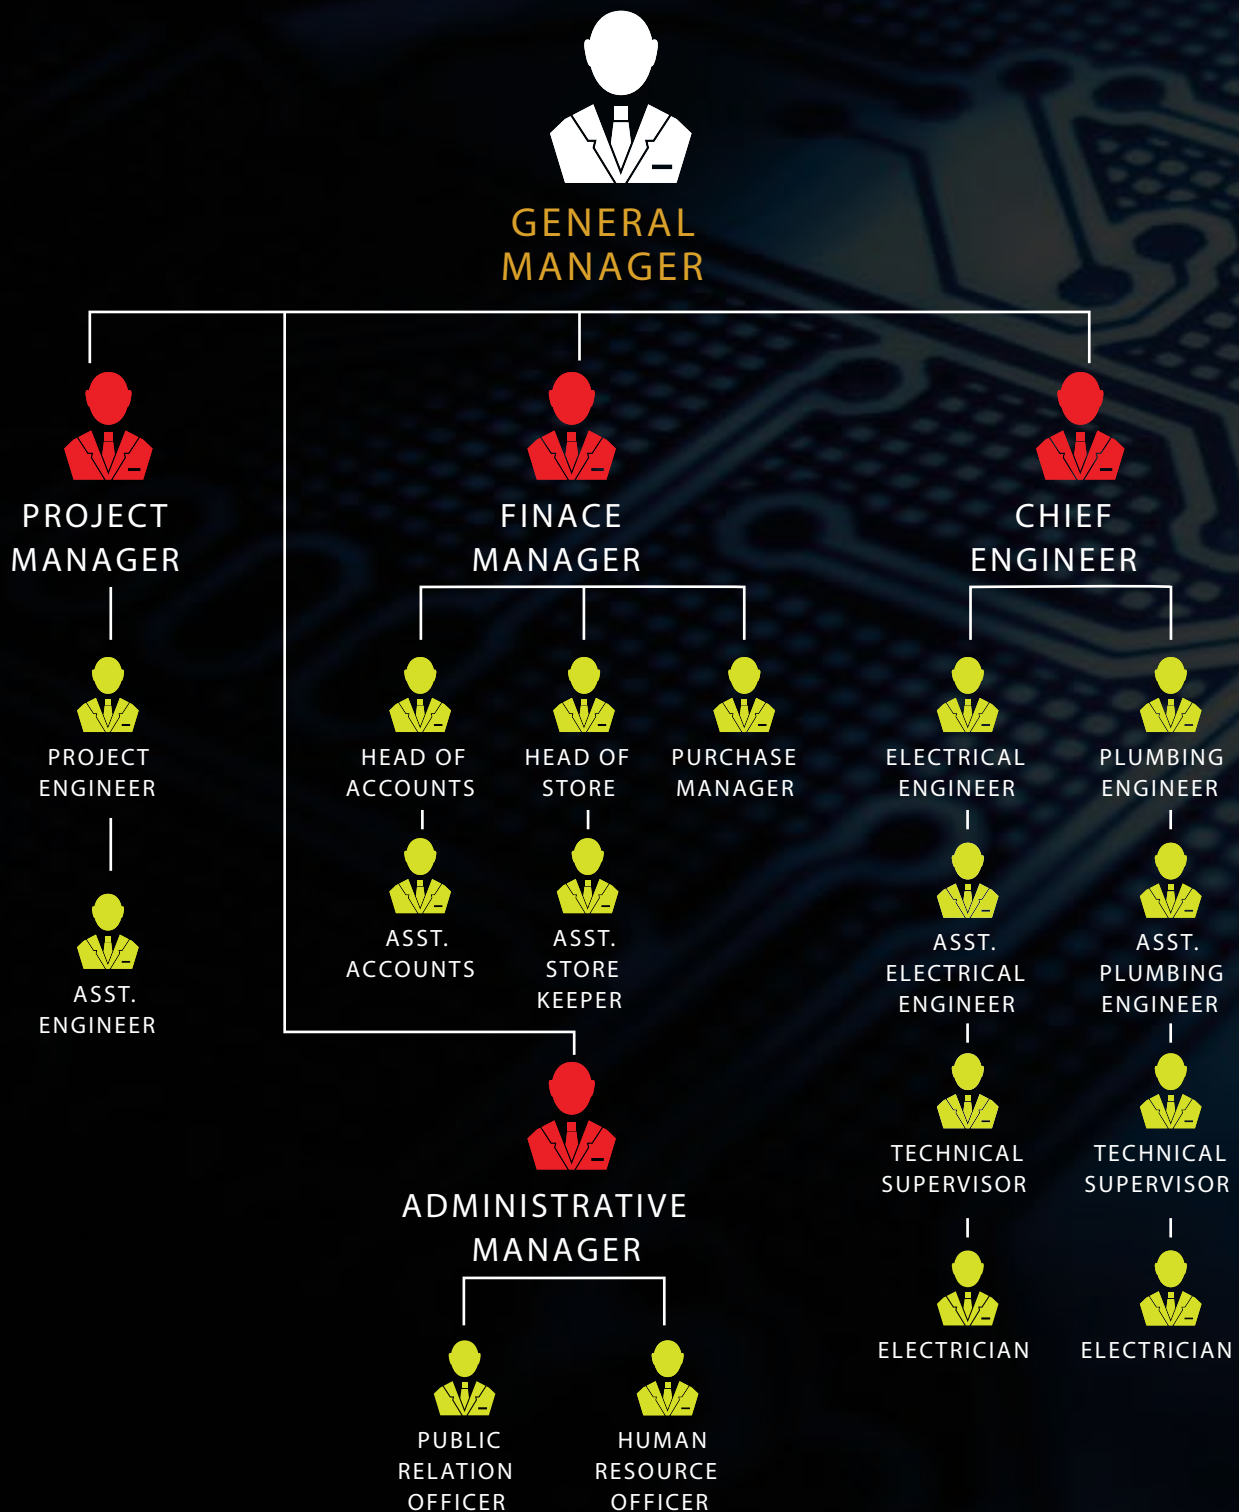 GENERAL
MANAGER
PROJECT
MANAGER
FINACE
MANAGER
CHIEF
ENGINEER
PROJECT
ENGINEER
HEAD OF
ACCOUNTS
HEAD OF
STORE
PURCHASE
MANAGER
ELECTRICAL
ENGINEER
PLUMBING
ENGINEER
ASST.
ENGINEER
ASST.
ACCOUNTS
ASST.
STORE
KEEPER
ASST.
ELECTRICAL
ENGINEER
ASST.
PLUMBING
ENGINEER
TECHNICAL
SUPERVISOR
TECHNICAL
SUPERVISOR
ADMINISTRATIVE
MANAGER
ELECTRICIAN
ELECTRICIAN
PUBLIC
RELATION
OFFICER
HUMAN
RESOURCE
OFFICER